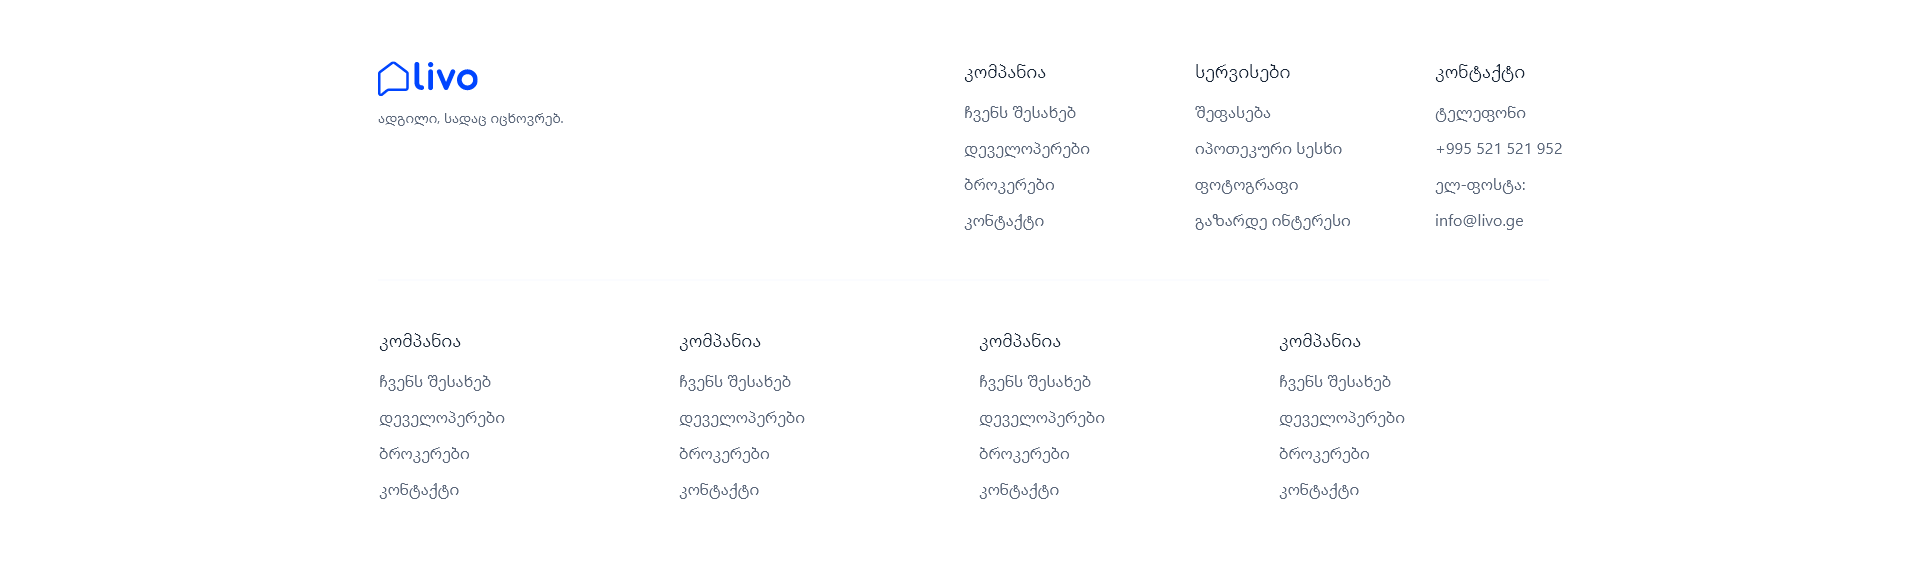 livo
ადგილი, სადაც იცხოვრებ.
კომპანია
ჩვენს შესახებ
დეველოპერები
ბროკერები
კონტაქტი
სერვისები
შეფასება
იპოთეკური სესხი
ფოტოგრაფი
გაზარდე ინტერესი
კონტაქტი
ტელეფონი
+995 521 521 952
ელ-ფოსტა:
info@livo.ge
კომპანია
ჩვენს შესახებ
დეველოპერები
ბროკერები
კონტაქტი
კომპანია
ჩვენს შესახებ
დეველოპერები
ბროკერები
კონტაქტი
კომპანია
ჩვენს შესახებ
დეველოპერები
ბროკერები
კონტაქტი
კომპანია
ჩვენს შესახებ
დეველოპერები
ბროკერები
კონტაქტი